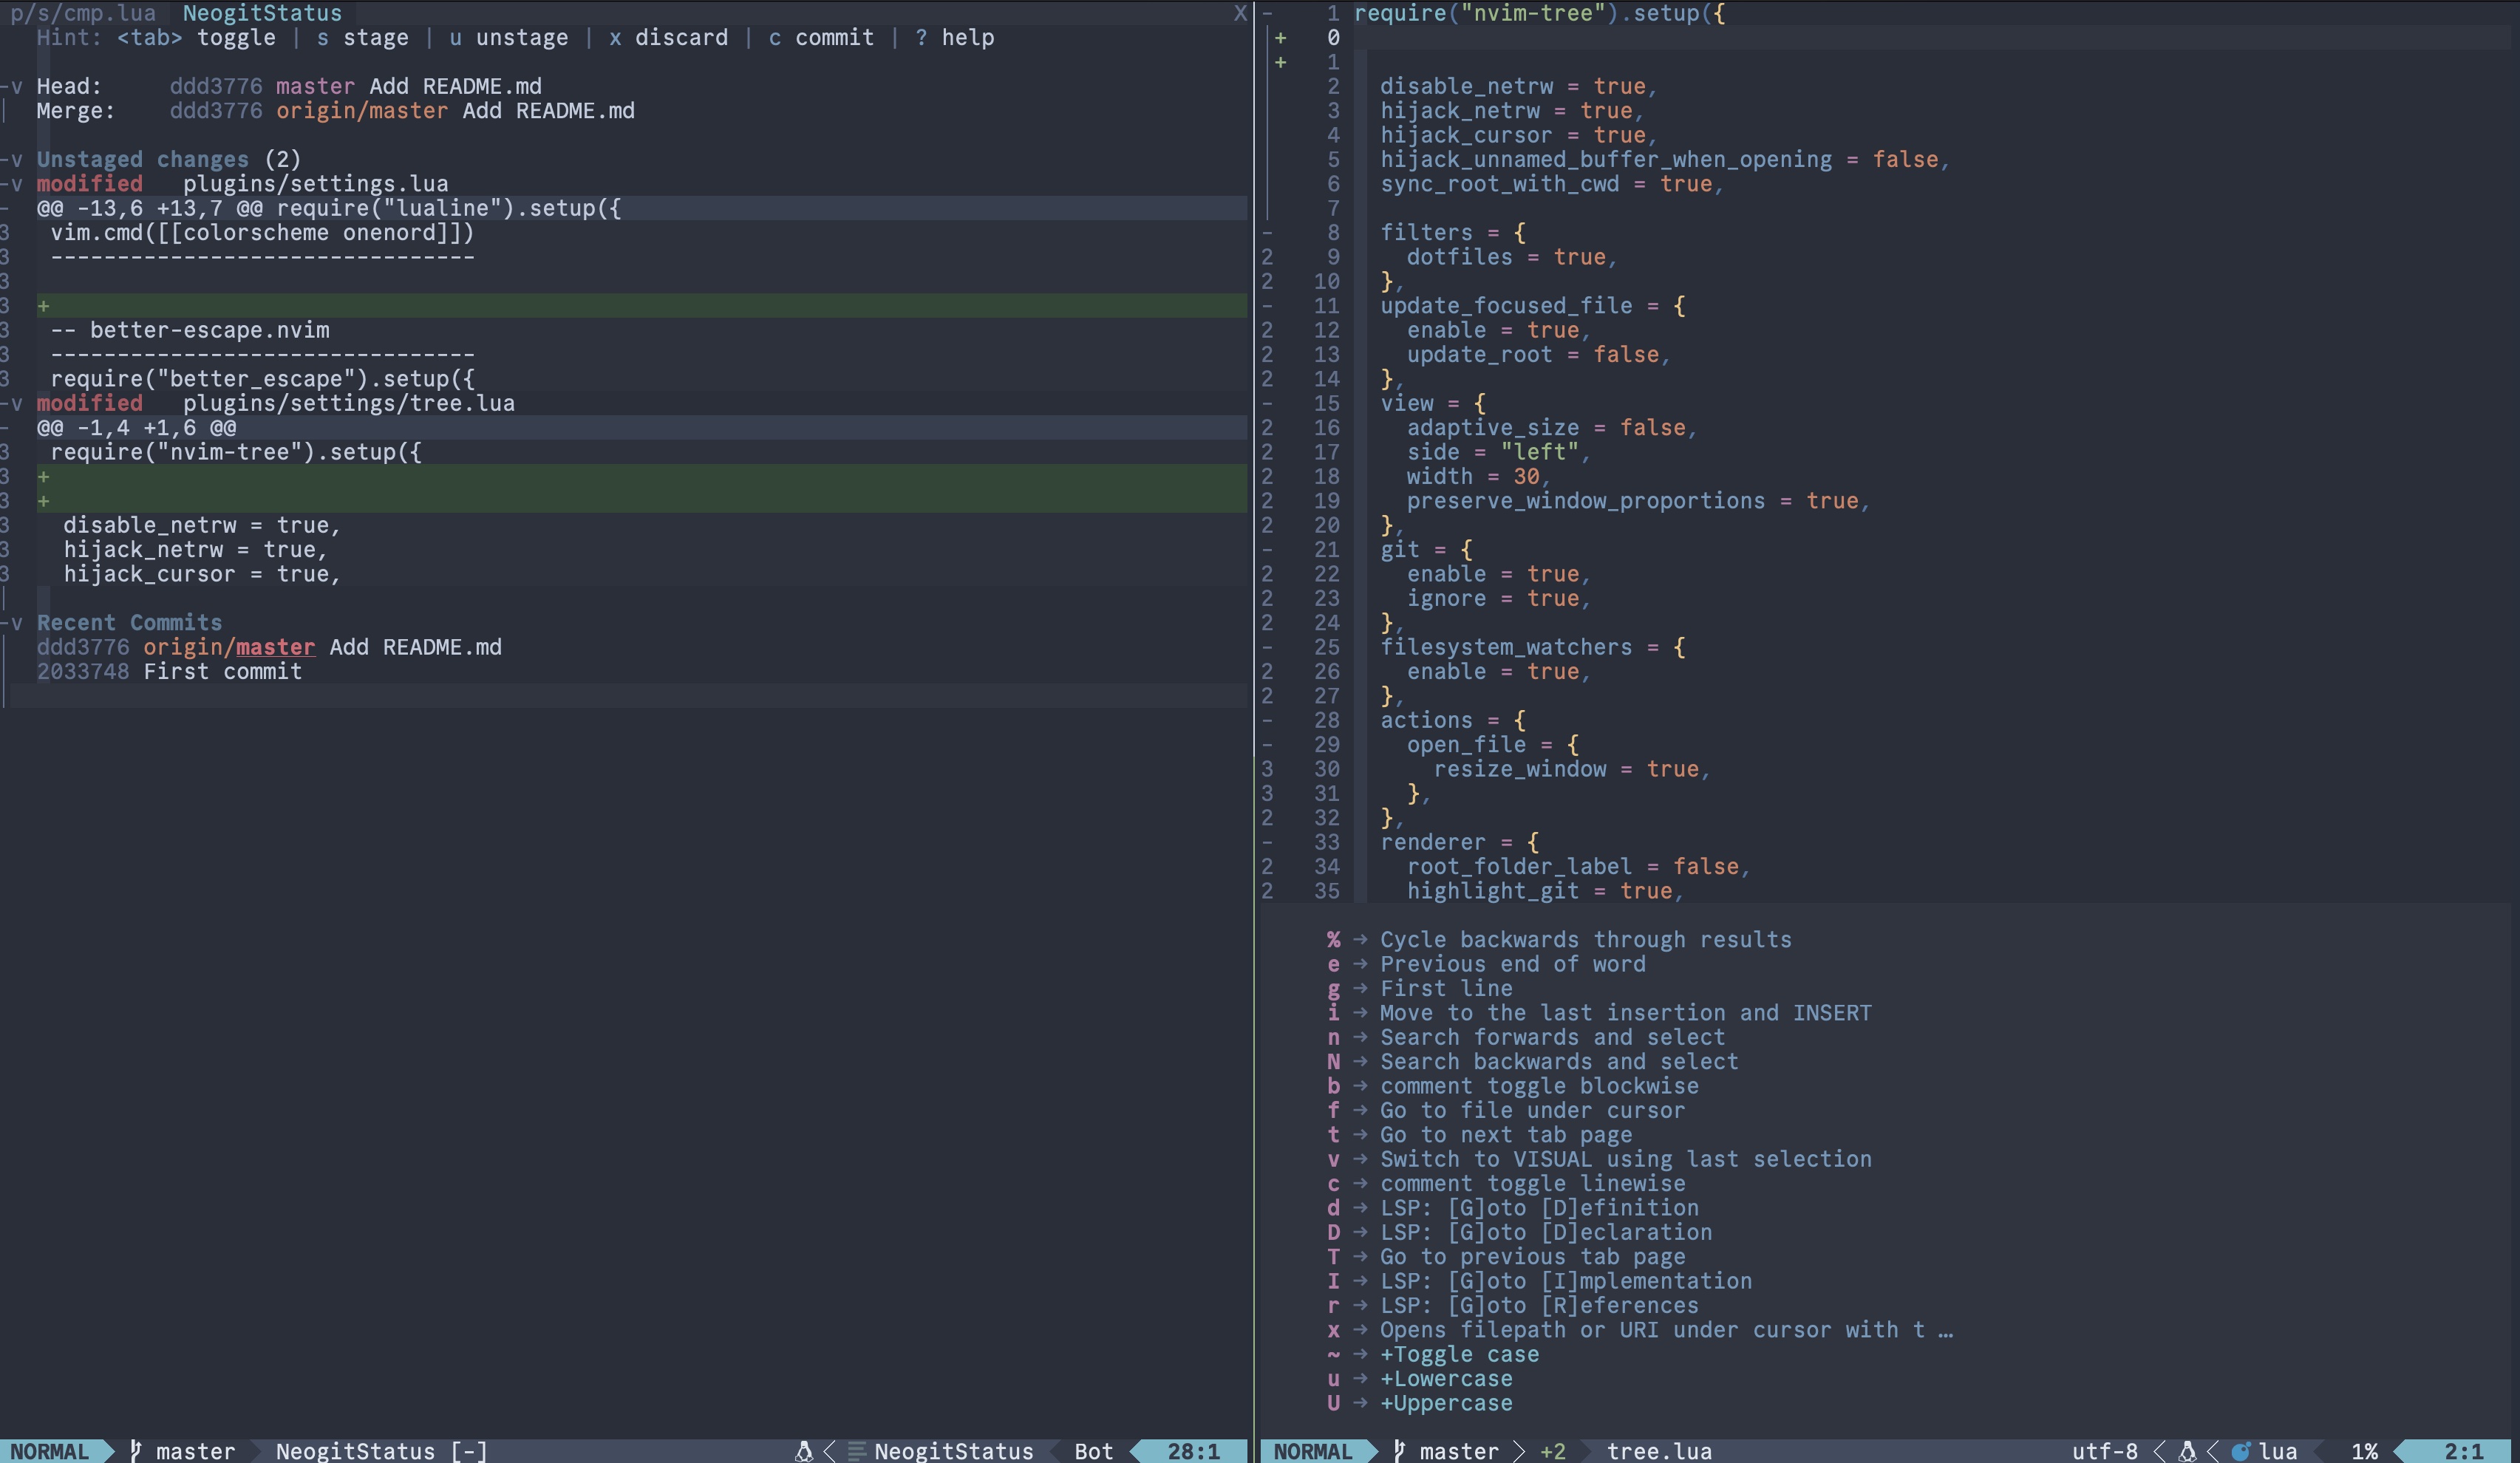 p/s/cmp.lua NeogitStatus X
Hint: <tab> toggle | s stage | u unstage | x discard | c commit | ? help
-v Head: ddd3776 master Add README.md
Merge: ddd3776 origin/master Add README.md
-v Unstaged changes (2)
-v modified plugins/settings.lua
- @@ -13,6 +13,7 @@ require("lualine").setup({
3 vim.cmd([[colorscheme onenord]])
3 --------------------------------
3
3 +
3 -- better-escape.nvim
3 --------------------------------
3 require("better_escape").setup({
-v modified plugins/settings/tree.lua
- @@ -1,4 +1,6 @@
3 require("nvim-tree").setup({
3 +
3 +
3 disable_netrw = true,
3 hijack_netrw = true,
3 hijack_cursor = true,
-v Recent Commits
ddd3776 origin/master Add README.md
2033748 First commit
NORMAL master NeogitStatus [-] NeogitStatus Bot 28:1
- 1 require("nvim-tree").setup({
+ 0
+ 1
2 disable_netrw = true,
3 hijack_netrw = true,
4 hijack_cursor = true,
5 hijack_unnamed_buffer_when_opening = false,
6 sync_root_with_cwd = true,
7
- 8 filters = {
2 9 dotfiles = true,
2 10 },
- 11 update_focused_file = {
2 12 enable = true,
2 13 update_root = false,
2 14 },
- 15 view = {
2 16 adaptive_size = false,
2 17 side = "left",
2 18 width = 30,
2 19 preserve_window_proportions = true,
2 20 },
- 21 git = {
2 22 enable = true,
2 23 ignore = true,
2 24 },
- 25 filesystem_watchers = {
2 26 enable = true,
2 27 },
- 28 actions = {
- 29 open_file = {
3 30 resize_window = true,
3 31 },
2 32 },
- 33 renderer = {
2 34 root_folder_label = false,
2 35 highlight_git = true,
% → Cycle backwards through results
e → Previous end of word
g → First line
i → Move to the last insertion and INSERT
n → Search forwards and select
N → Search backwards and select
b → comment toggle blockwise
f → Go to file under cursor
t → Go to next tab page
v → Switch to VISUAL using last selection
c → comment toggle linewise
d → LSP: [G]oto [D]efinition
D → LSP: [G]oto [D]eclaration
T → Go to previous tab page
I → LSP: [G]oto [I]mplementation
r → LSP: [G]oto [R]eferences
x → Opens filepath or URI under cursor with t …
~ → +Toggle case
u → +Lowercase
U → +Uppercase
NORMAL master +2 tree.lua utf-8 lua 1% 2:1